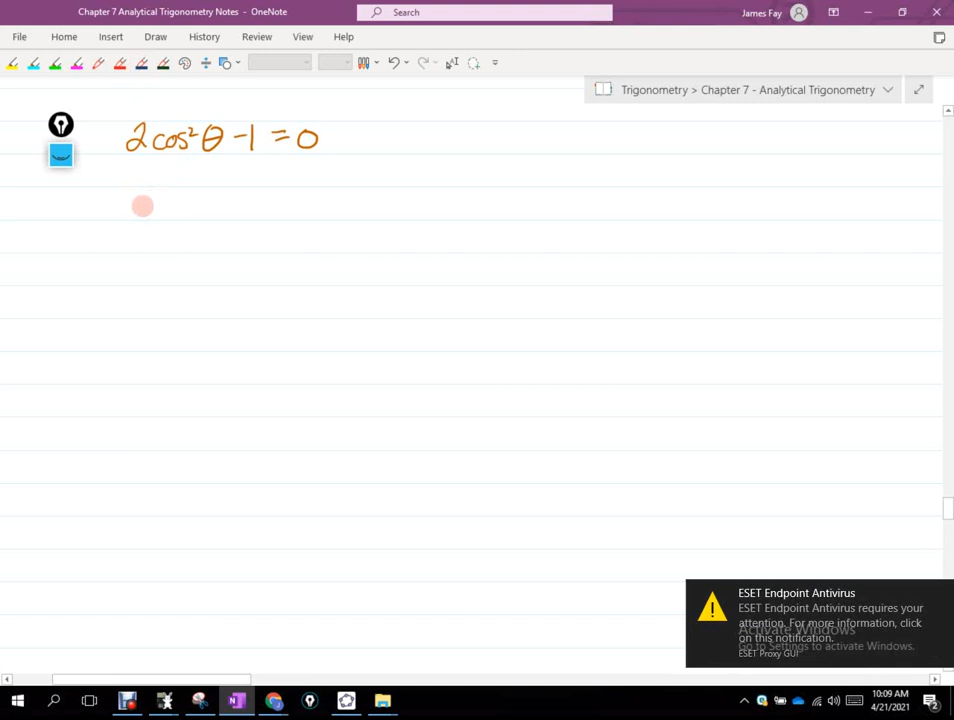 Chapter 7 Analytical Trigonometry Notes - OneNote
Search
James Fay
File Home Insert Draw History Review View Help
Trigonometry > Chapter 7 - Analytical Trigonometry
2cos²θ -1 = 0
ESET Endpoint Antivirus
ESET Endpoint Antivirus requires your
attention. For more information, click
on this notification.
ESET Proxy GUI
Activate Windows
Go to Settings to activate Windows.
10:09 AM
4/21/2021
2